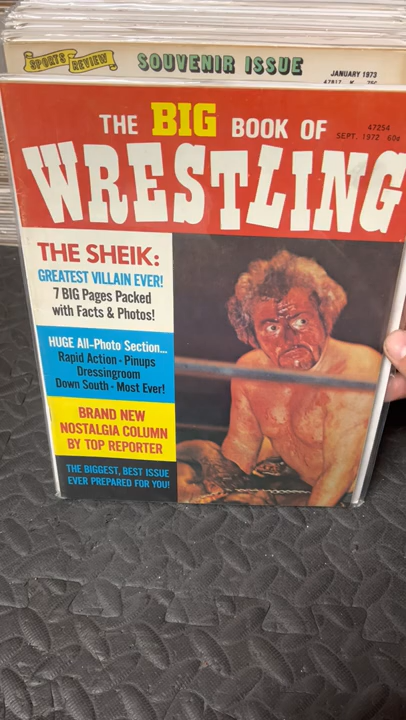 SPORTS REVIEW
SOUVENIR ISSUE
JANUARY 1973
THE BIG BOOK OF
47254
SEPT. 1972 60¢
WRESTLING
THE SHEIK:
GREATEST VILLAIN EVER!
7 BIG Pages Packed
with Facts & Photos!
HUGE All-Photo Section...
Rapid Action - Pinups
Dressingroom
Down South - Most Ever!
BRAND NEW
NOSTALGIA COLUMN
BY TOP REPORTER
THE BIGGEST, BEST ISSUE
EVER PREPARED FOR YOU!